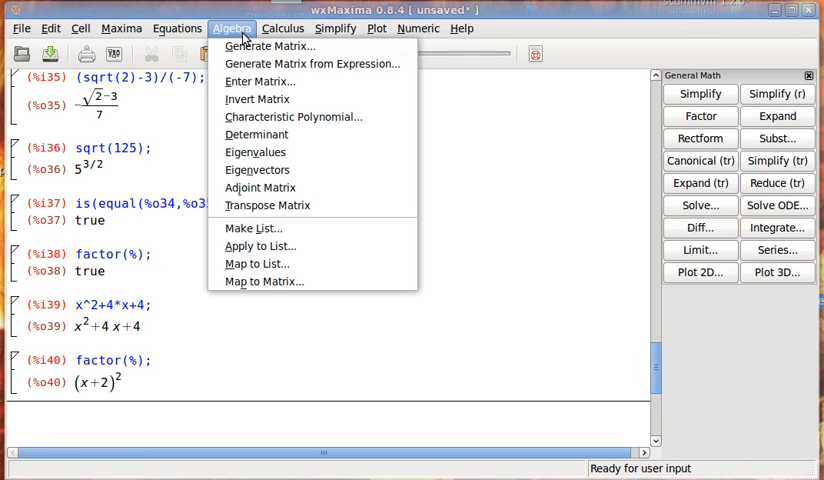 wxMaxima 0.8.4 [ unsaved* ]
File Edit Cell Maxima Equations Algebra Calculus Simplify Plot Numeric Help
Generate Matrix...
Generate Matrix from Expression...
Enter Matrix...
Invert Matrix
Characteristic Polynomial...
Determinant
Eigenvalues
Eigenvectors
Adjoint Matrix
Transpose Matrix
Make List...
Apply to List...
Map to List...
Map to Matrix...
(%i35) (sqrt(2)-3)/(-7);
(%o35) -√2-3
7
(%i36) sqrt(125);
(%o36) 5^3/2
(%i37) is(equal(%o34,%o3
(%o37) true
(%i38) factor(%);
(%o38) true
(%i39) x^2+4*x+4;
(%o39) x²+4 x+4
(%i40) factor(%);
(%o40) (x+2)²
General Math
Simplify Simplify (r)
Factor Expand
Rectform Subst...
Canonical (tr) Simplify (tr)
Expand (tr) Reduce (tr)
Solve... Solve ODE...
Diff... Integrate...
Limit... Series...
Plot 2D... Plot 3D...
Ready for user input